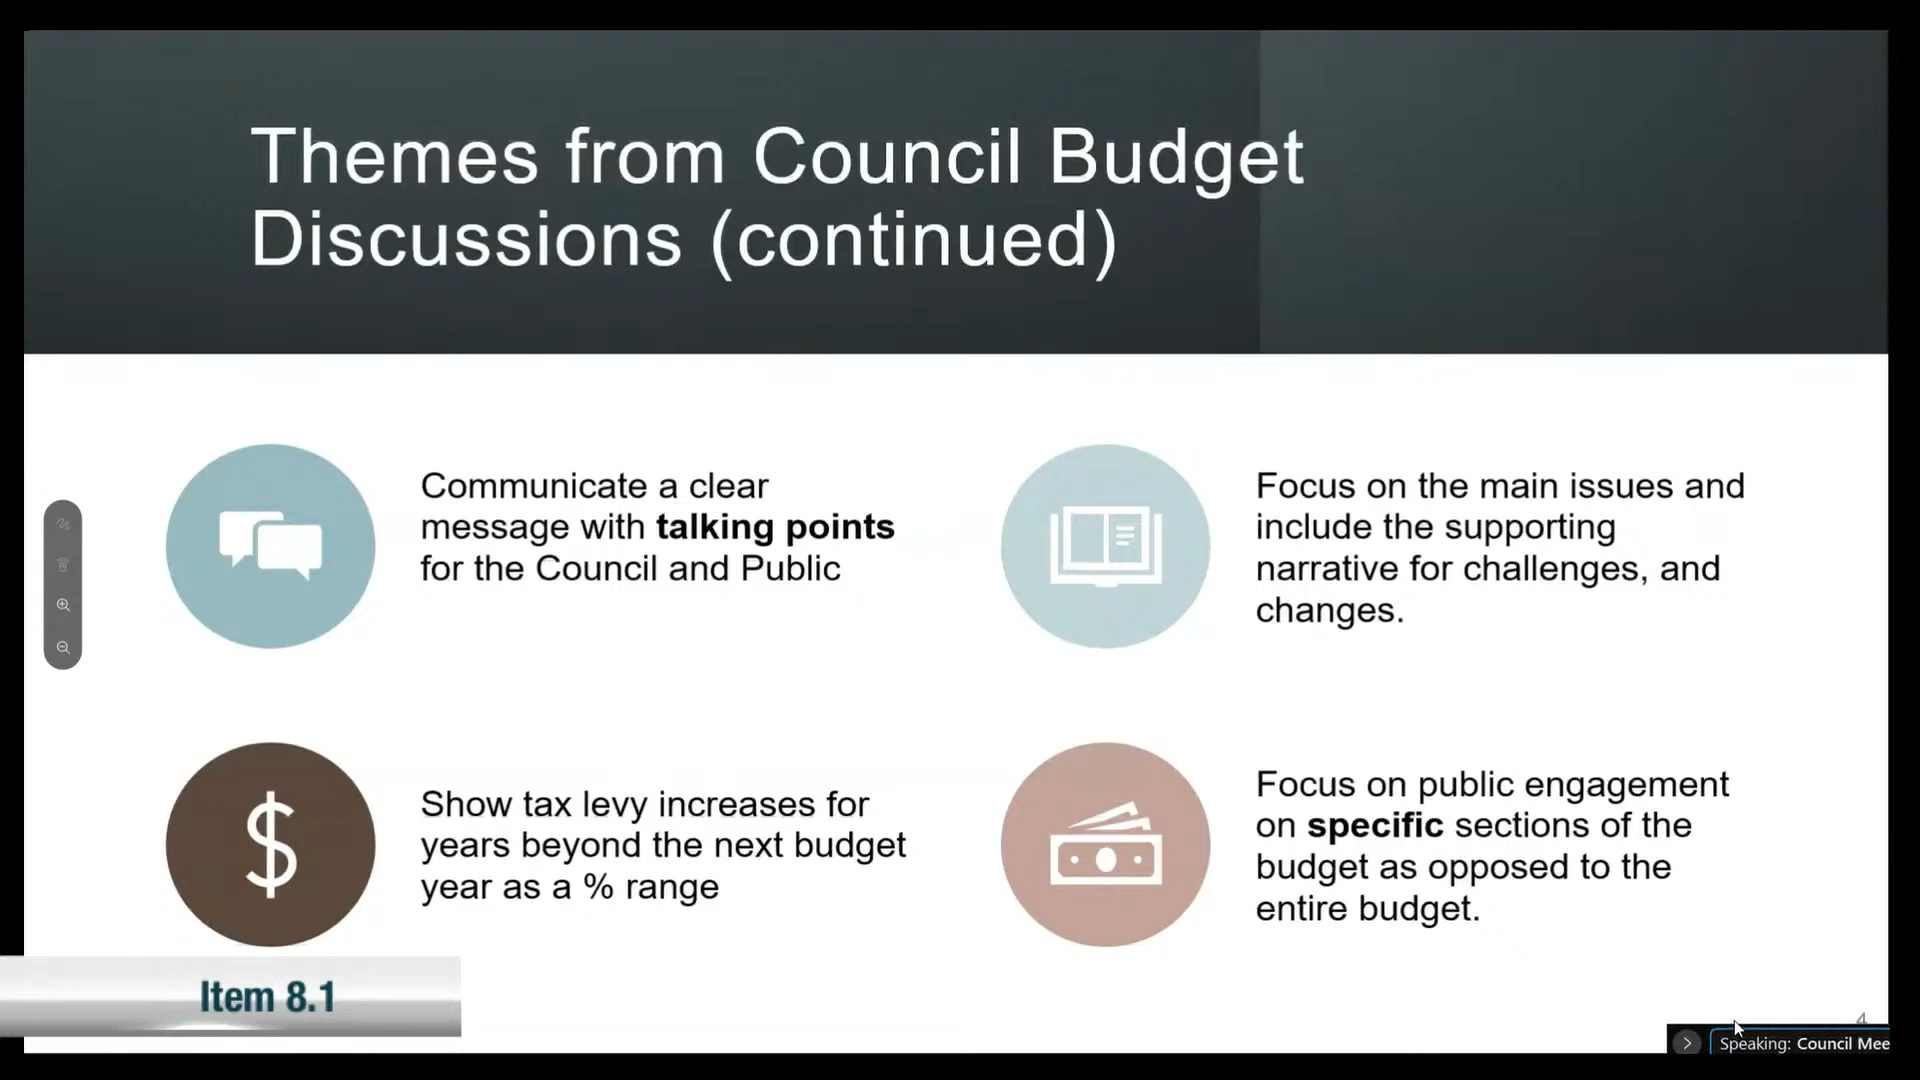 Themes from Council Budget
Discussions (continued)
Communicate a clear
message with talking points
for the Council and Public
Focus on the main issues and
include the supporting
narrative for challenges, and
changes.
Show tax levy increases for
years beyond the next budget
year as a % range
Focus on public engagement
on specific sections of the
budget as opposed to the
entire budget.
Item 8.1
4
Speaking: Council Mee